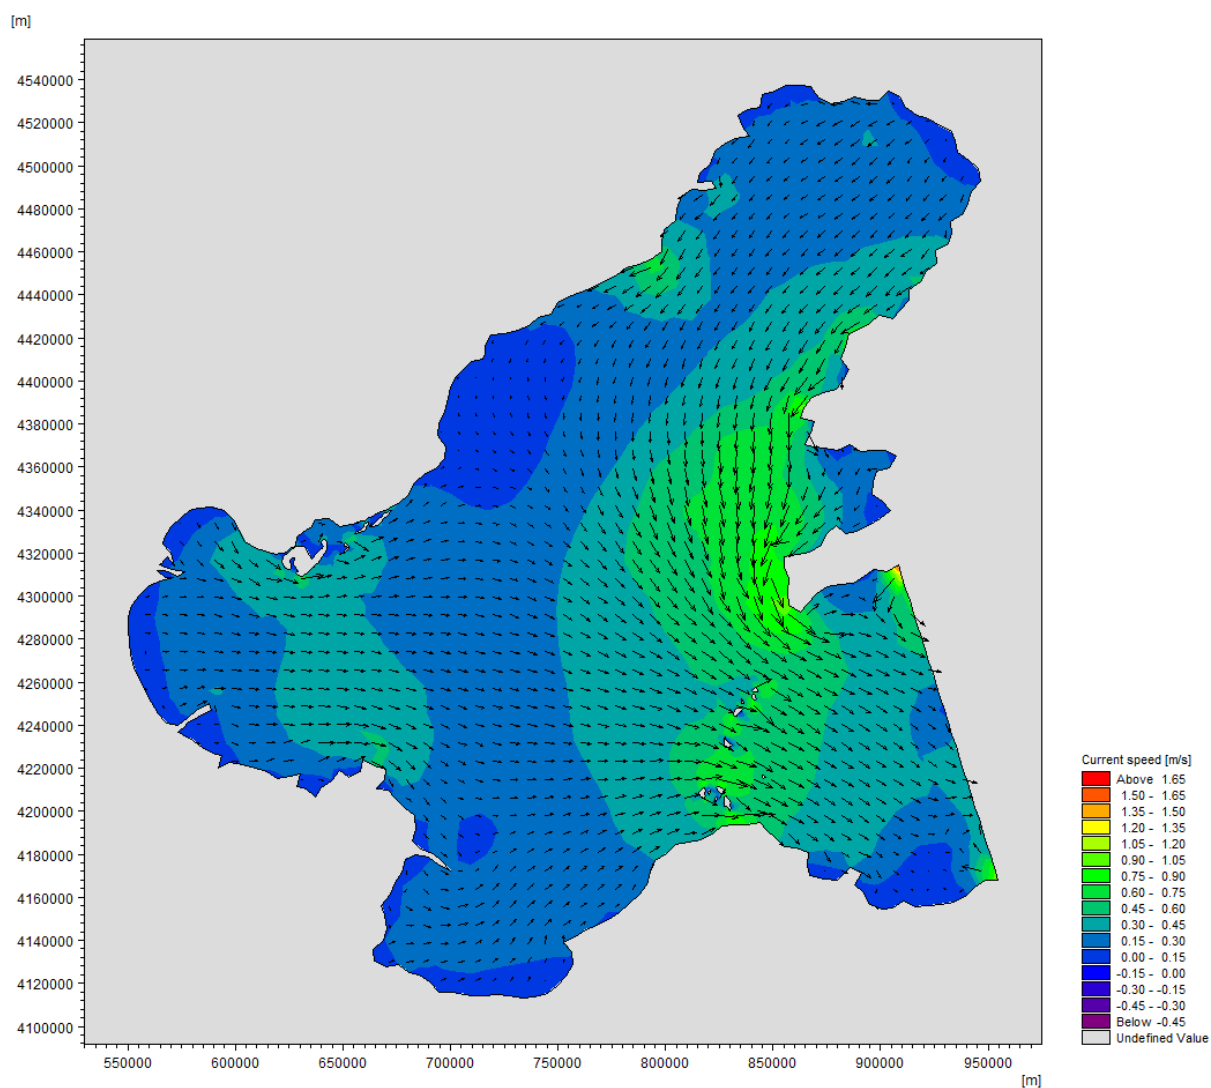 [m]
4540000
4520000
4500000
4480000
4460000
4440000
4420000
4400000
4380000
4360000
4340000
4320000
4300000
4280000
4260000
4240000
4220000
4200000
4180000
4160000
4140000
4120000
4100000
550000 600000 650000 700000 750000 800000 850000 900000 950000
[m]
Current speed [m/s]
Above 1.65
1.50 - 1.65
1.35 - 1.50
1.20 - 1.35
1.05 - 1.20
0.90 - 1.05
0.75 - 0.90
0.60 - 0.75
0.45 - 0.60
0.30 - 0.45
0.15 - 0.30
0.00 - 0.15
-0.15 - 0.00
-0.30 - -0.15
-0.45 - -0.30
Below -0.45
Undefined Value